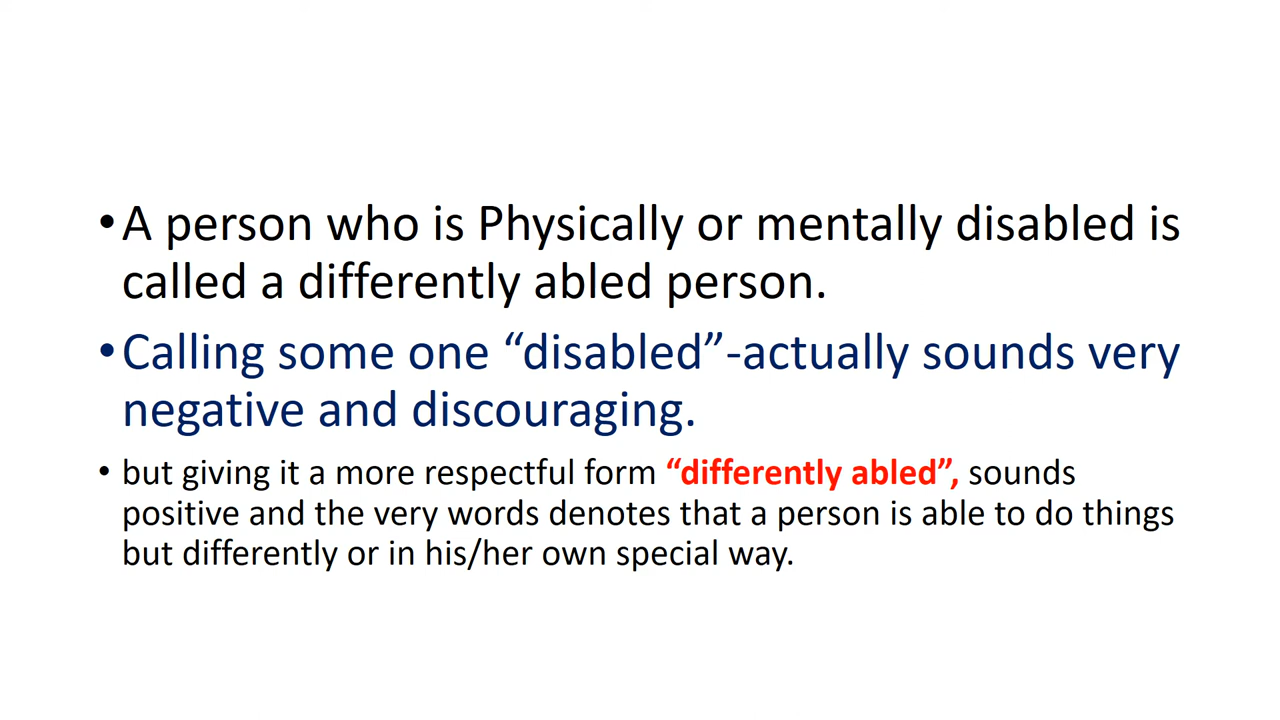 •A person who is Physically or mentally disabled is
called a differently abled person.
•Calling some one “disabled”-actually sounds very
negative and discouraging.
• but giving it a more respectful form “differently abled”, sounds
positive and the very words denotes that a person is able to do things
but differently or in his/her own special way.